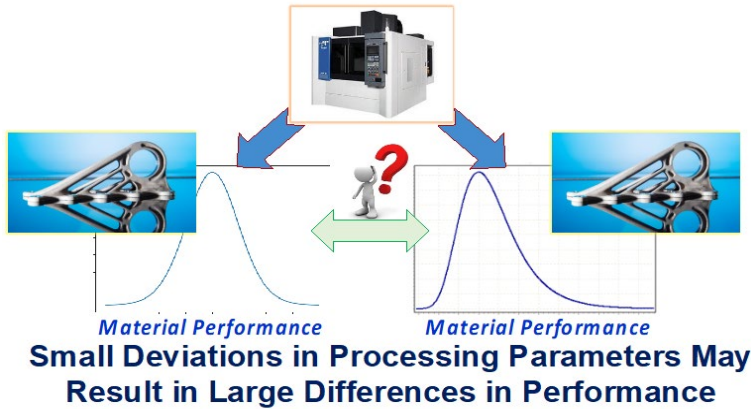 Material Performance
Material Performance
Small Deviations in Processing Parameters May
Result in Large Differences in Performance